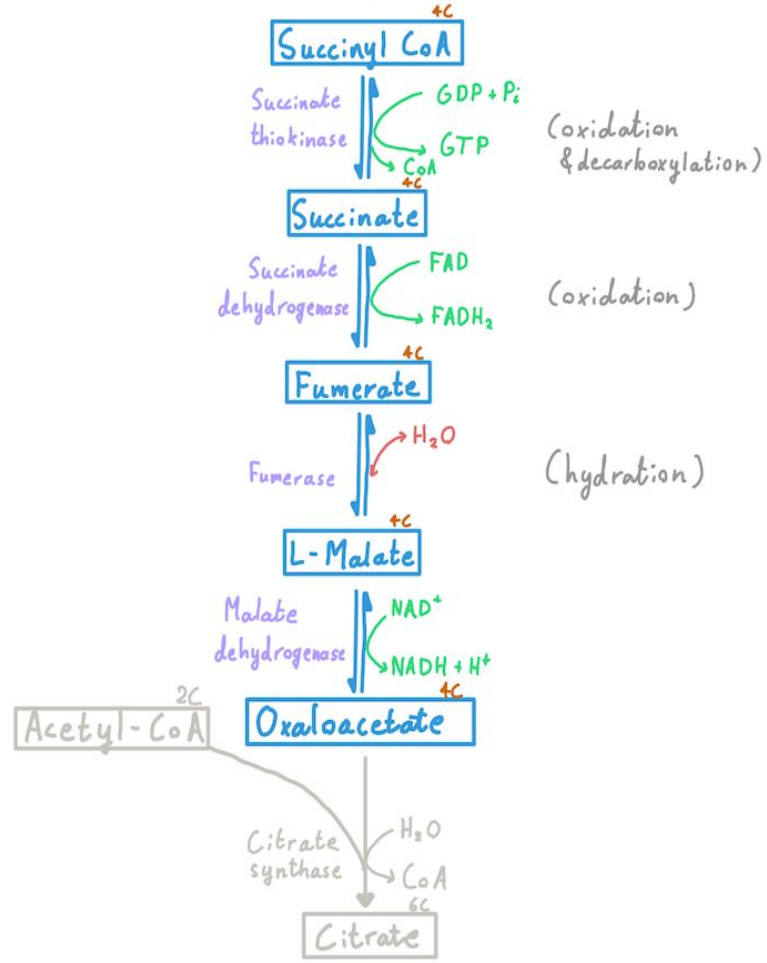 4C
Succinyl CoA
Succinate
thiokinase
GDP + Pi
GTP
CoA
(oxidation
&decarboxylation)
4C
Succinate
Succinate
dehydrogenase
FAD
FADH₂
(oxidation)
4C
Fumerate
Fumerase
H₂O
(hydration)
4C
L-Malate
Malate
dehydrogenase
NAD⁺
NADH + H⁺
4C
Oxaloacetate
2C
Acetyl-CoA
Citrate
synthase
H₂O
CoA
6C
Citrate